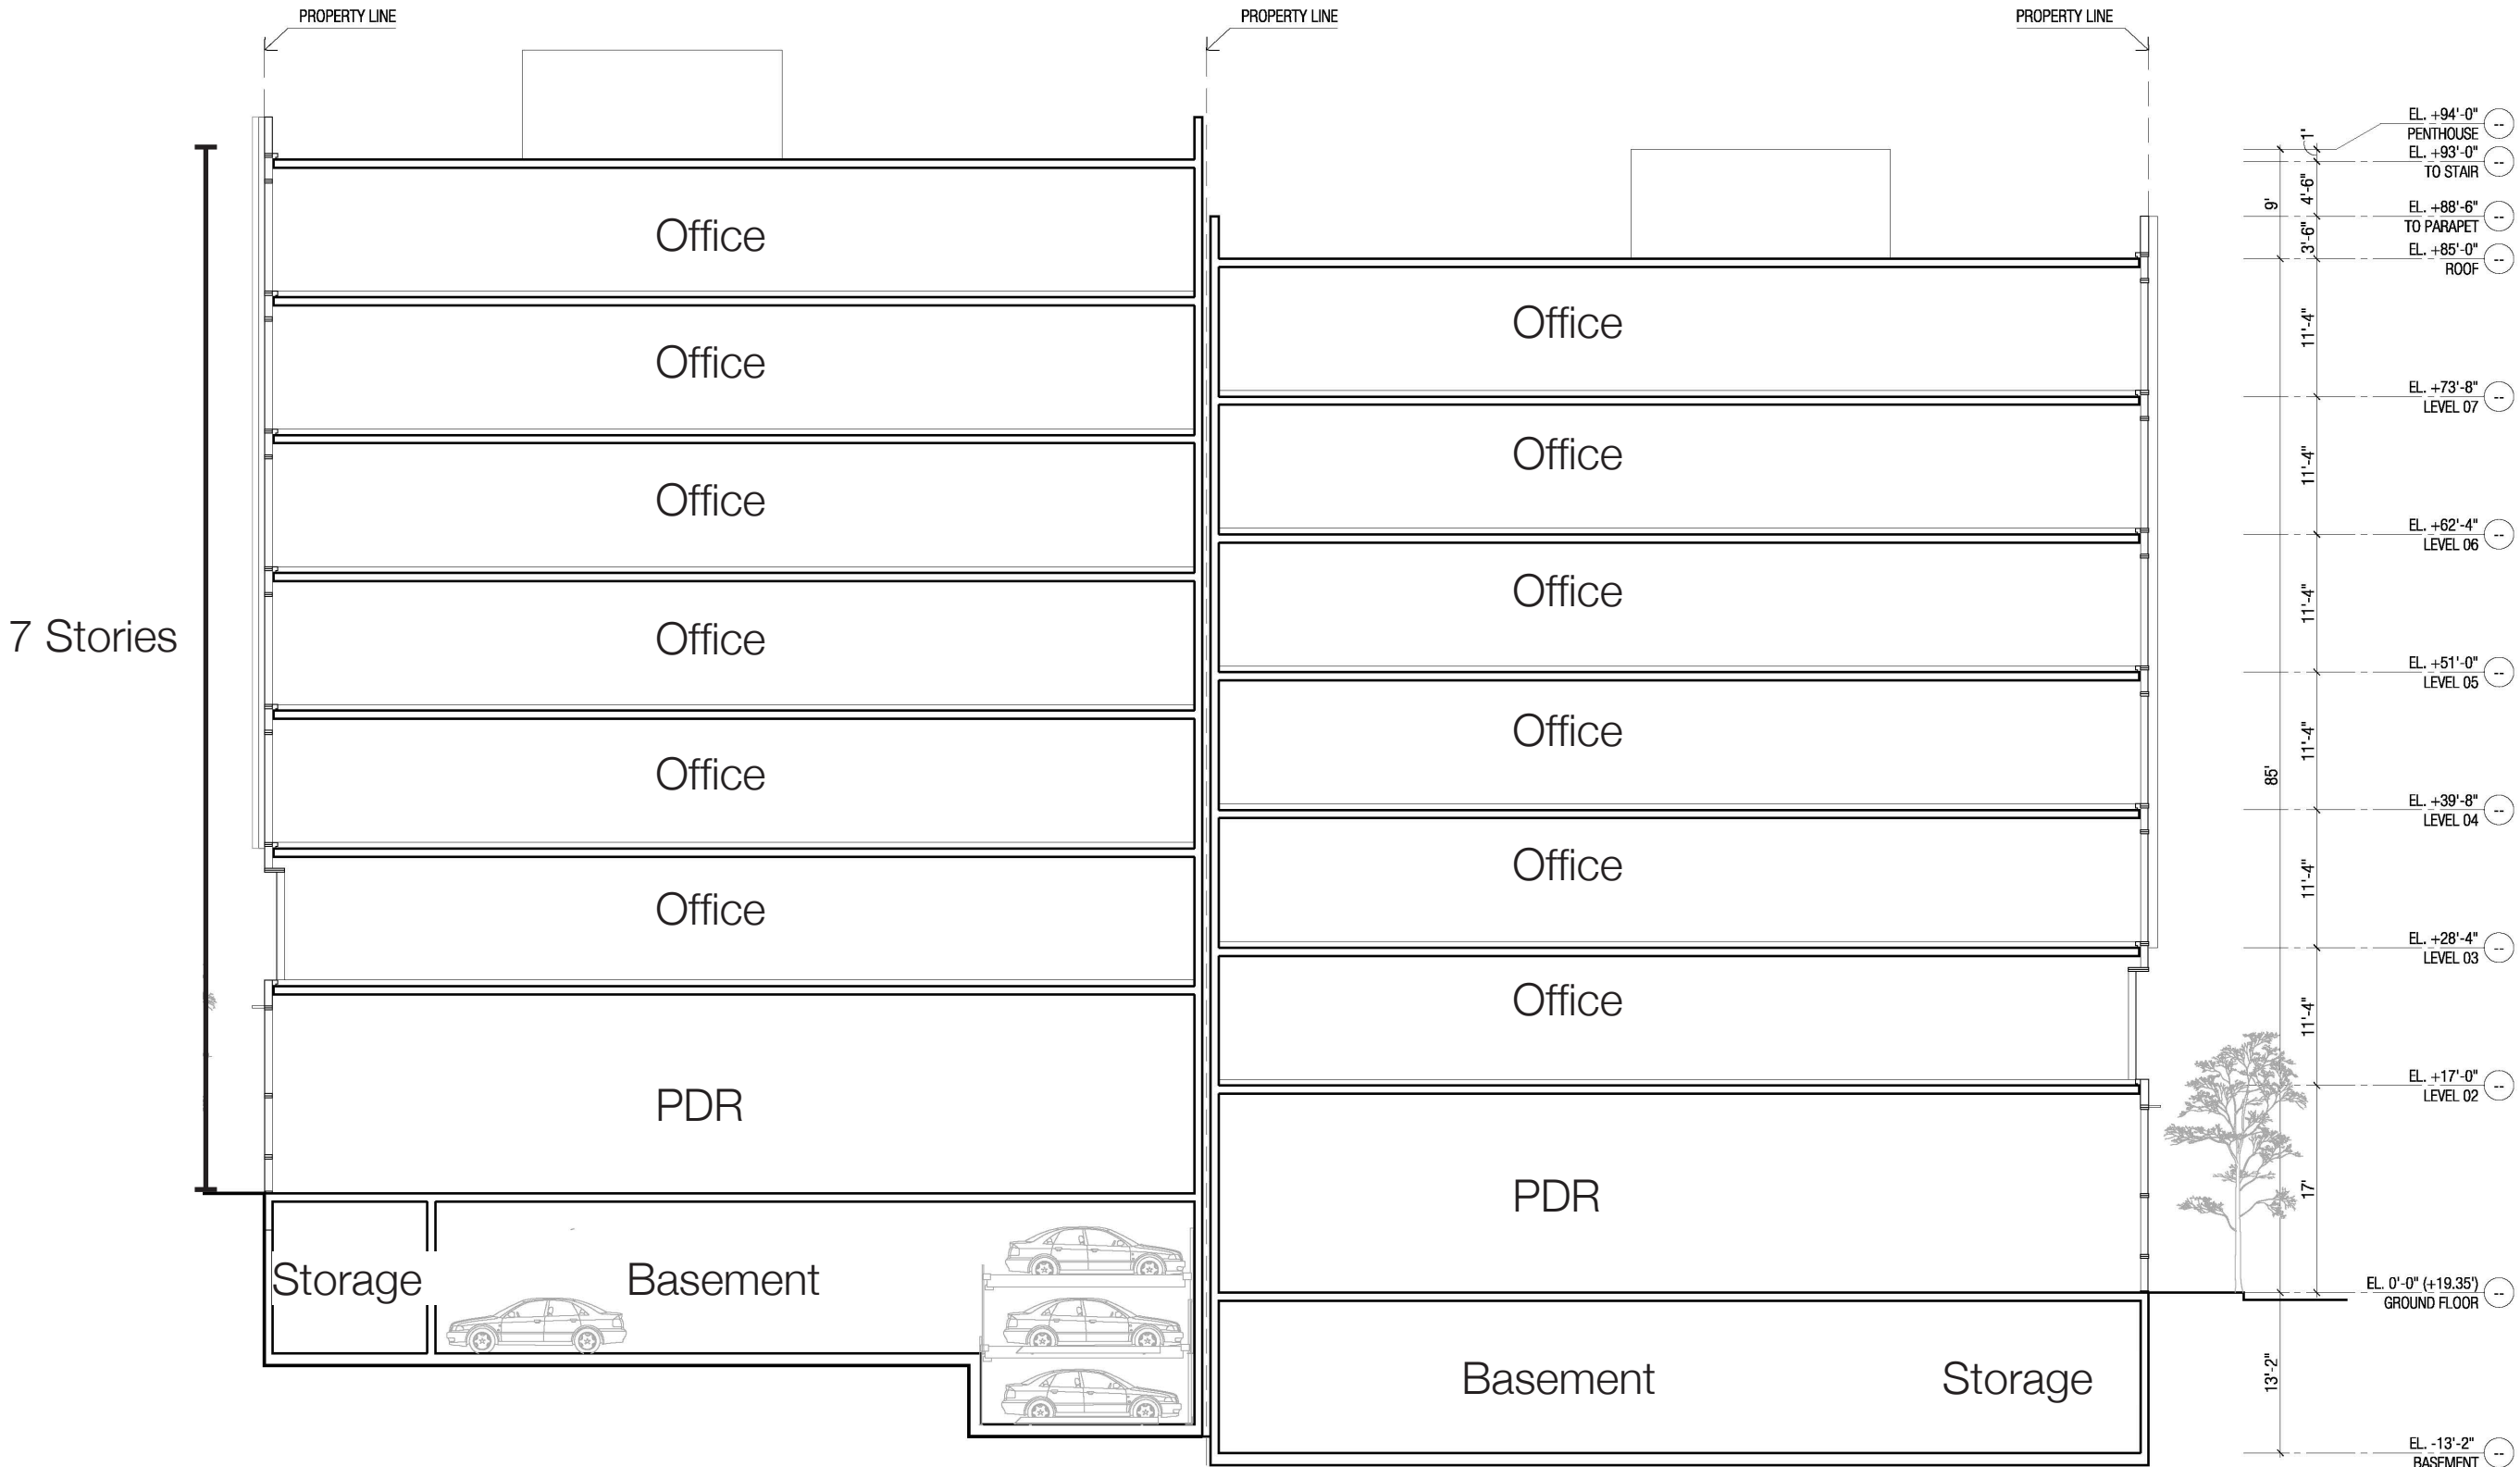 PROPERTY LINE
PROPERTY LINE
PROPERTY LINE
EL. +94'-0"
PENTHOUSE
1'
EL. +93'-0"
TO STAIR
4'-6"
9'
EL. +88'-6"
TO PARAPET
3'-6"
EL. +85'-0"
ROOF
Office
Office
11'-4"
Office
EL. +73'-8"
LEVEL 07
Office
11'-4"
Office
EL. +62'-4"
LEVEL 06
Office
11'-4"
7 Stories
Office
EL. +51'-0"
LEVEL 05
Office
11'-4"
85'
Office
EL. +39'-8"
LEVEL 04
Office
11'-4"
Office
EL. +28'-4"
LEVEL 03
Office
11'-4"
EL. +17'-0"
LEVEL 02
PDR
PDR
17'
EL. 0'-0" (+19.35')
GROUND FLOOR
Storage
Basement
Basement
Storage
13'-2"
EL. -13'-2"
BASEMENT
--
--
--
--
--
--
--
--
--
--
--
--